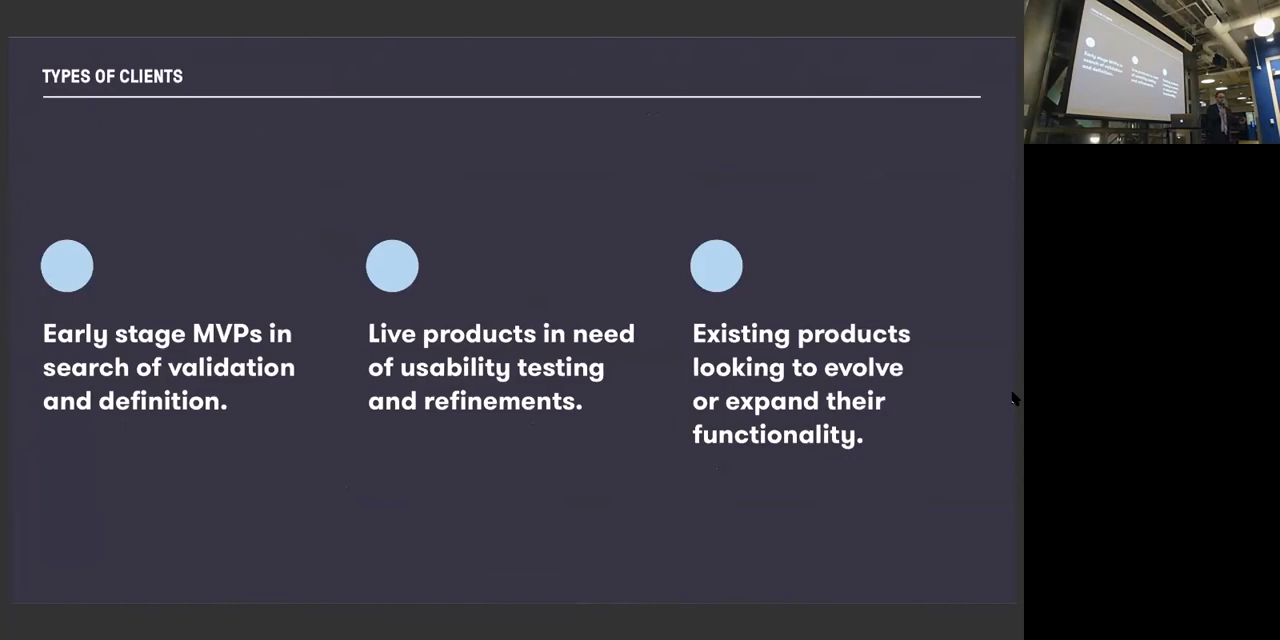 TYPES OF CLIENTS
Early stage MVPs in
search of validation
and definition.
Live products in need
of usability testing
and refinements.
Existing products
looking to evolve
or expand their
functionality.